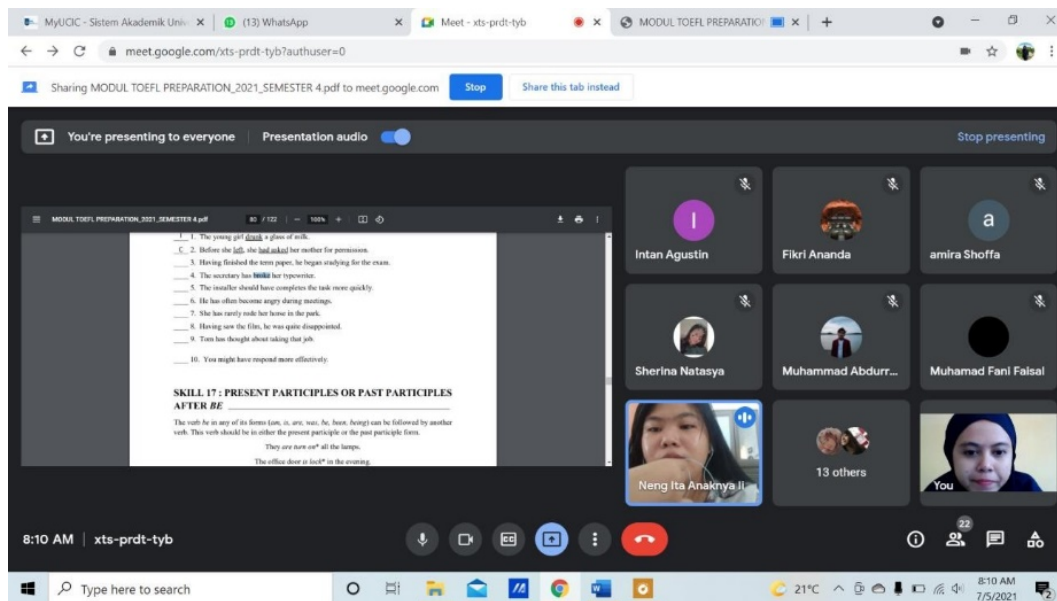 MyUCIC - Sistem Akademik Univ
(13) WhatsApp
Meet - xts-prdt-tyb
MODUL TOEFL PREPARATION
meet.google.com/xts-prdt-tyb?authuser=0
Sharing MODUL TOEFL PREPARATION_2021_SEMESTER 4.pdf to meet.google.com
Stop
Share this tab instead
You're presenting to everyone
Presentation audio
Stop presenting
MODUL TOEFL PREPARATION_2021_SEMESTER 4.pdf
80 / 122
100%
I 1. The young girl drunk a glass of milk.
C 2. Before she left, she had asked her mother for permission.
____ 3. Having finished the term paper, he began studying for the exam.
____ 4. The secretary has broke her typewriter.
____ 5. The installer should have completes the task more quickly.
____ 6. He has often become angry during meetings.
____ 7. She has rarely rode her horse in the park.
____ 8. Having saw the film, he was quite disappointed.
____ 9. Tom has thought about taking that job.
____ 10. You might have respond more effectively.
SKILL 17 : PRESENT PARTICIPLES OR PAST PARTICIPLES
AFTER BE
The verb be in any of its forms (am, is, are, was, be, been, being) can be followed by another
verb. This verb should be in either the present participle or the past participle form.
They are turn on* all the lamps.
The office door is lock* in the evening.
I
Intan Agustin
Fikri Ananda
a
amira Shoffa
Sherina Natasya
Muhammad Abdurr...
Muhamad Fani Faisal
Neng Ita Anaknya Ii
13 others
You
8:10 AM | xts-prdt-tyb
CC
22
Type here to search
21°C
8:10 AM
7/5/2021
2